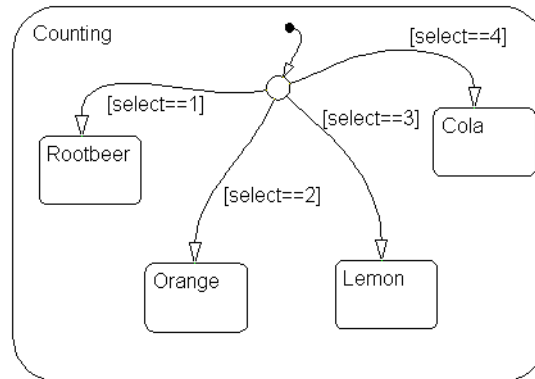 Counting
[select==4]
[select==1]
[select==3]
Cola
Rootbeer
[select==2]
Orange
Lemon